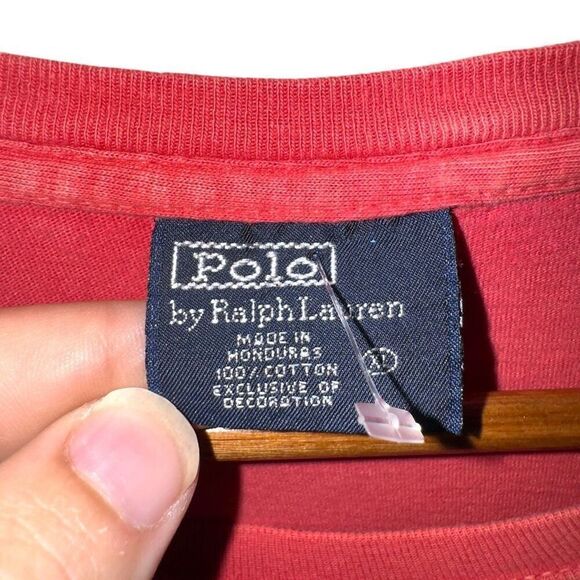 Polo
by Ralph Lauren
MADE IN
HONDURAS
100% COTTON
EXCLUSIVE OF
DECORATION